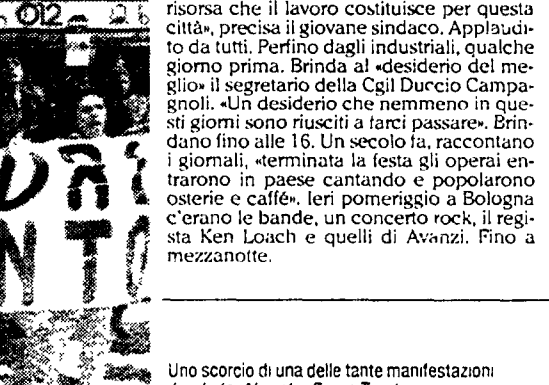 risorsa che il lavoro costituisce per questa
città», precisa il giovane sindaco. Applaudi-
to da tutti. Perfino dagli industriali, qualche
giorno prima. Brinda al «desiderio del me-
glio» il segretario della Cgil Duccio Campa-
gnoli. «Un desiderio che nemmeno in que-
sti giorni sono riusciti a farci passare». Brin-
dano fino alle 16. Un secolo fa, raccontano
i giornali, «terminata la festa gli operai en-
trarono in paese cantando e popolarono
osterie e caffé». Ieri pomeriggio a Bologna
c'erano le bande, un concerto rock, il regi-
sta Ken Loach e quelli di Avanzi. Fino a
mezzanotte.
Uno scorcio di una delle tante manifestazioni